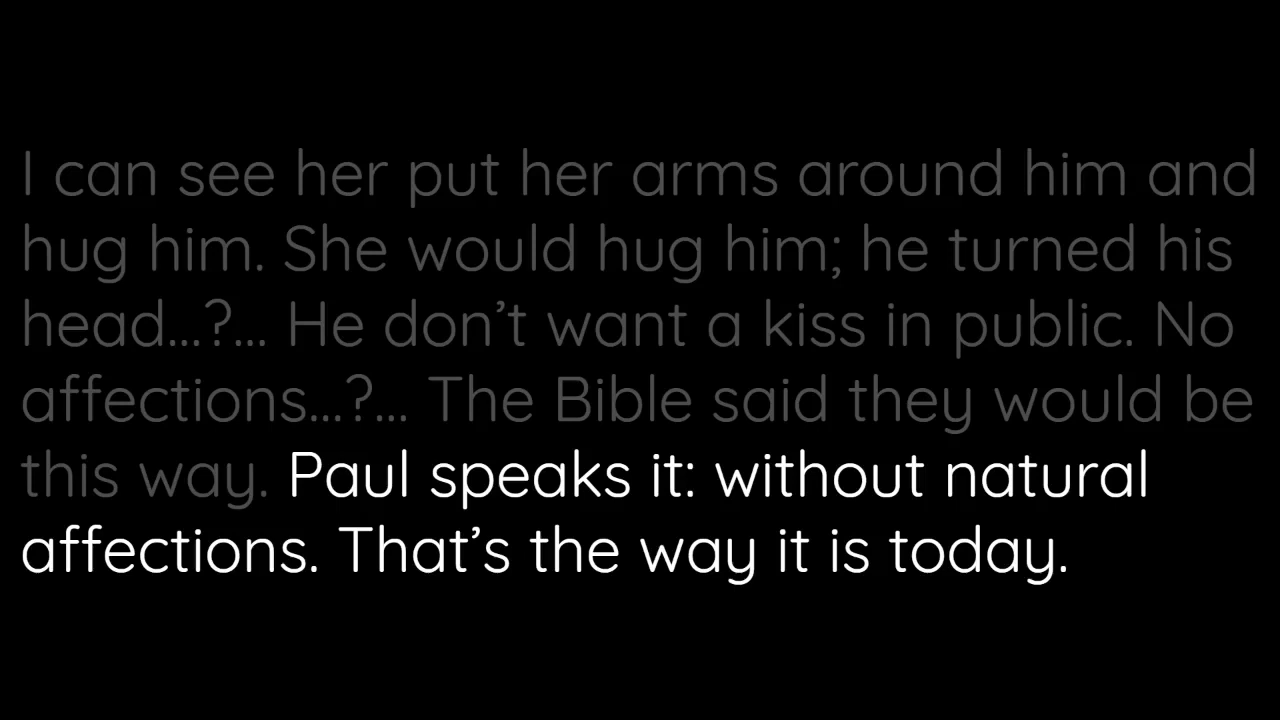 I can see her put her arms around him and
hug him. She would hug him; he turned his
head...?... He don’t want a kiss in public. No
affections...?... The Bible said they would be
this way. Paul speaks it: without natural
affections. That’s the way it is today.